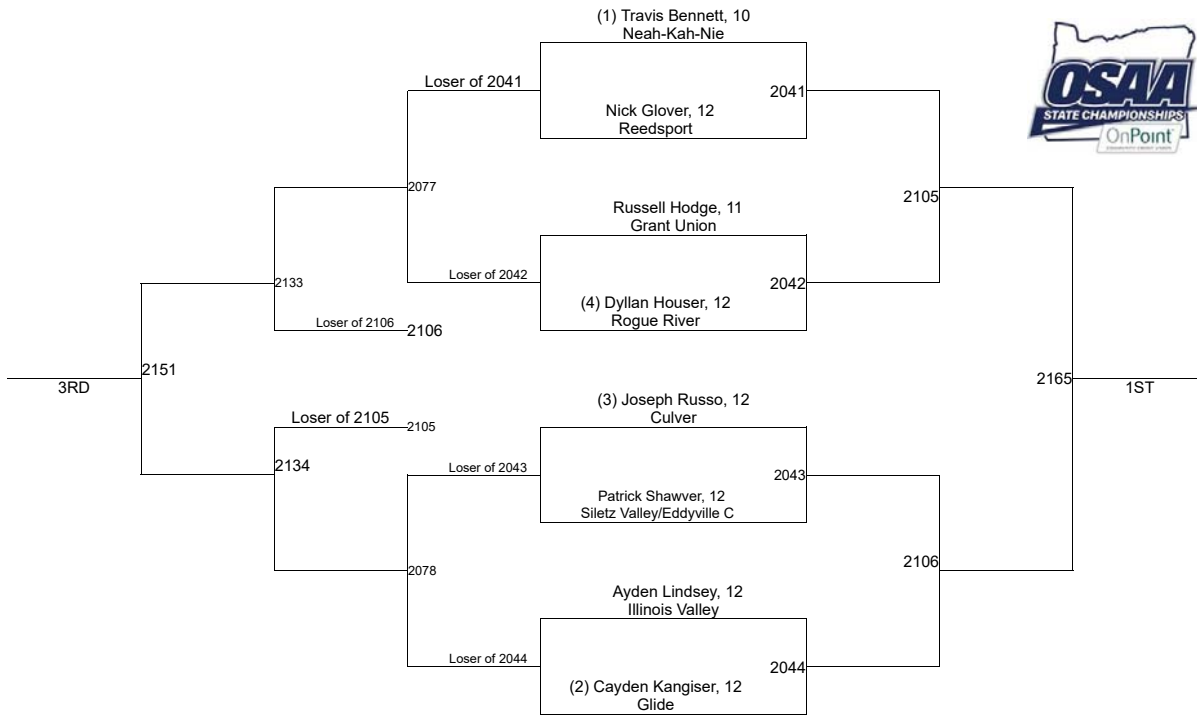 (1) Travis Bennett, 10
Neah-Kah-Nie
OSAA
STATE CHAMPIONSHIPS
OnPoint
Loser of 2041
2041
Nick Glover, 12
Reedsport
2077
2105
Russell Hodge, 11
Grant Union
Loser of 2042
2042
2133
(4) Dyllan Houser, 12
Rogue River
Loser of 2106
2106
2151
3RD
2165
1ST
(3) Joseph Russo, 12
Culver
Loser of 2105
2105
2134
Loser of 2043
2043
Patrick Shawver, 12
Siletz Valley/Eddyville C
2106
2078
Ayden Lindsey, 12
Illinois Valley
Loser of 2044
2044
(2) Cayden Kangiser, 12
Glide